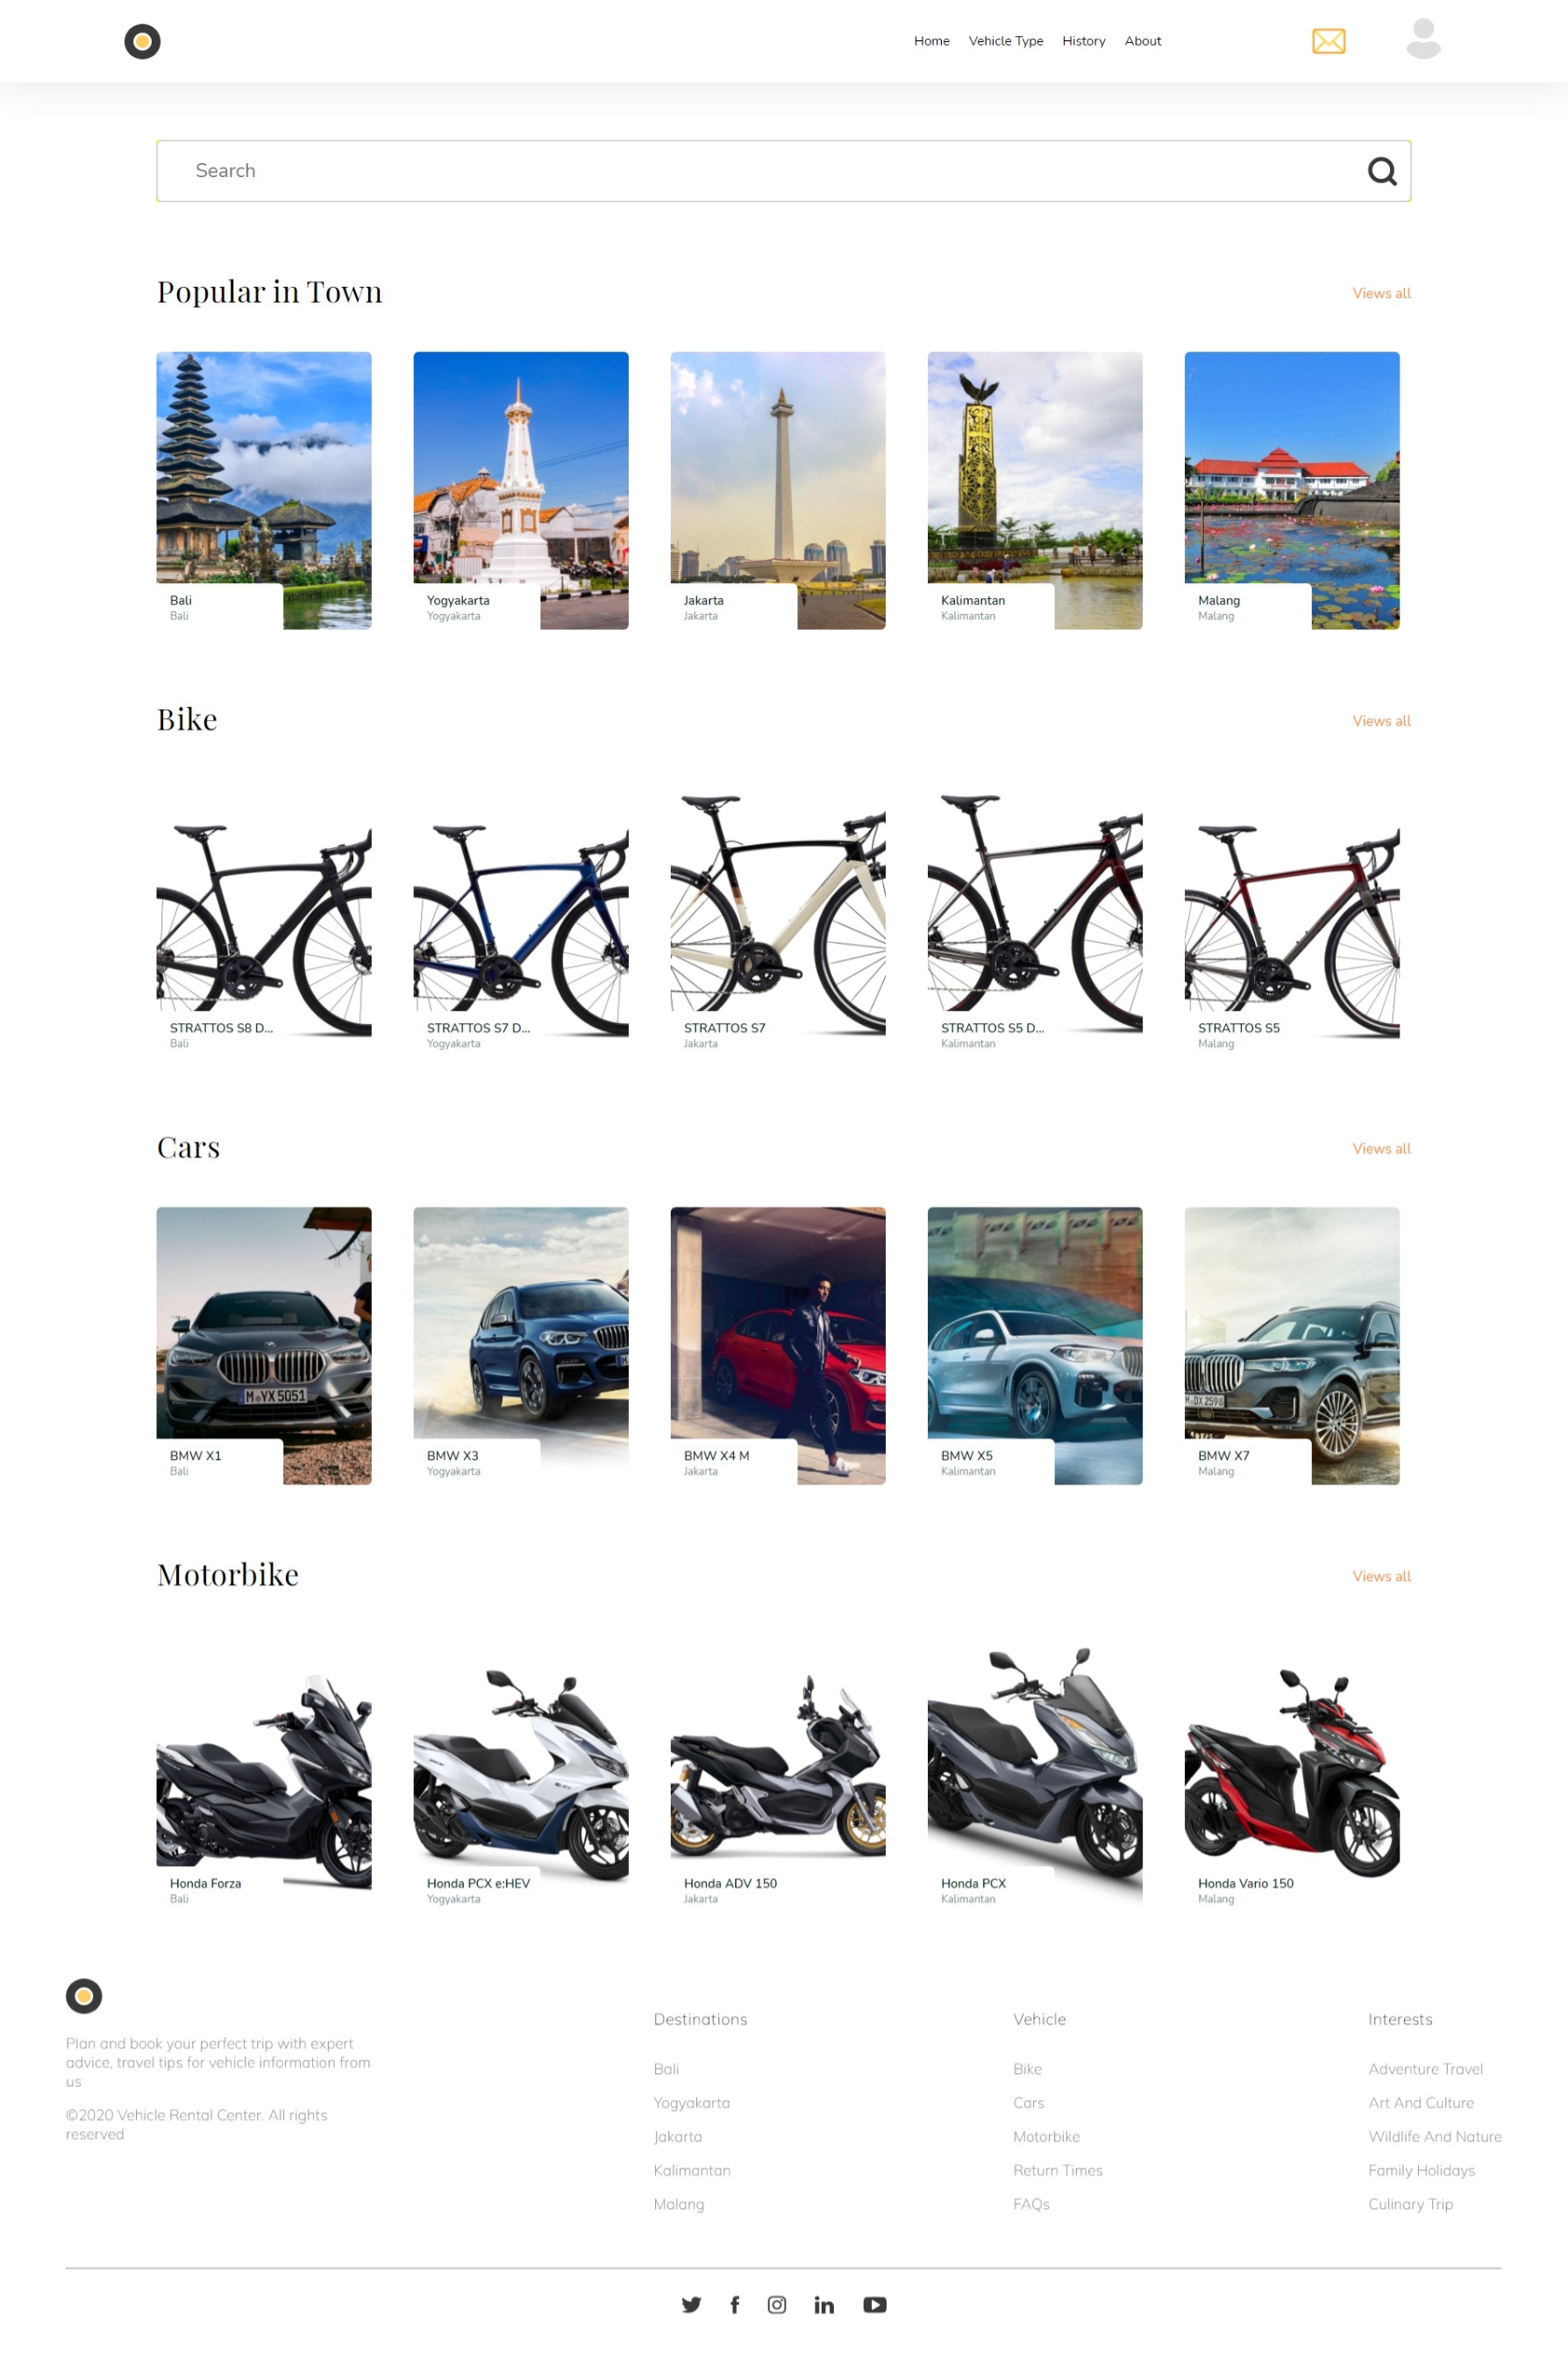 Home Vehicle Type History About
Search
Popular in Town Views all
Bali Yogyakarta Jakarta Kalimantan Malang
Bali Yogyakarta Jakarta Kalimantan Malang
Bike Views all
STRATTOS S8 D... STRATTOS S7 D... STRATTOS S7 STRATTOS S5 D... STRATTOS S5
Bali Yogyakarta Jakarta Kalimantan Malang
Cars Views all
M YX 5051
M DX 2598
BMW X1 BMW X3 BMW X4 M BMW X5 BMW X7
Bali Yogyakarta Jakarta Kalimantan Malang
Motorbike Views all
Honda Forza Honda PCX e:HEV Honda ADV 150 Honda PCX Honda Vario 150
Bali Yogyakarta Jakarta Kalimantan Malang
Plan and book your perfect trip with expert
advice, travel tips for vehicle information from
us
©2020 Vehicle Rental Center. All rights
reserved
Destinations
Bali
Yogyakarta
Jakarta
Kalimantan
Malang
Vehicle
Bike
Cars
Motorbike
Return Times
FAQs
Interests
Adventure Travel
Art And Culture
Wildlife And Nature
Family Holidays
Culinary Trip